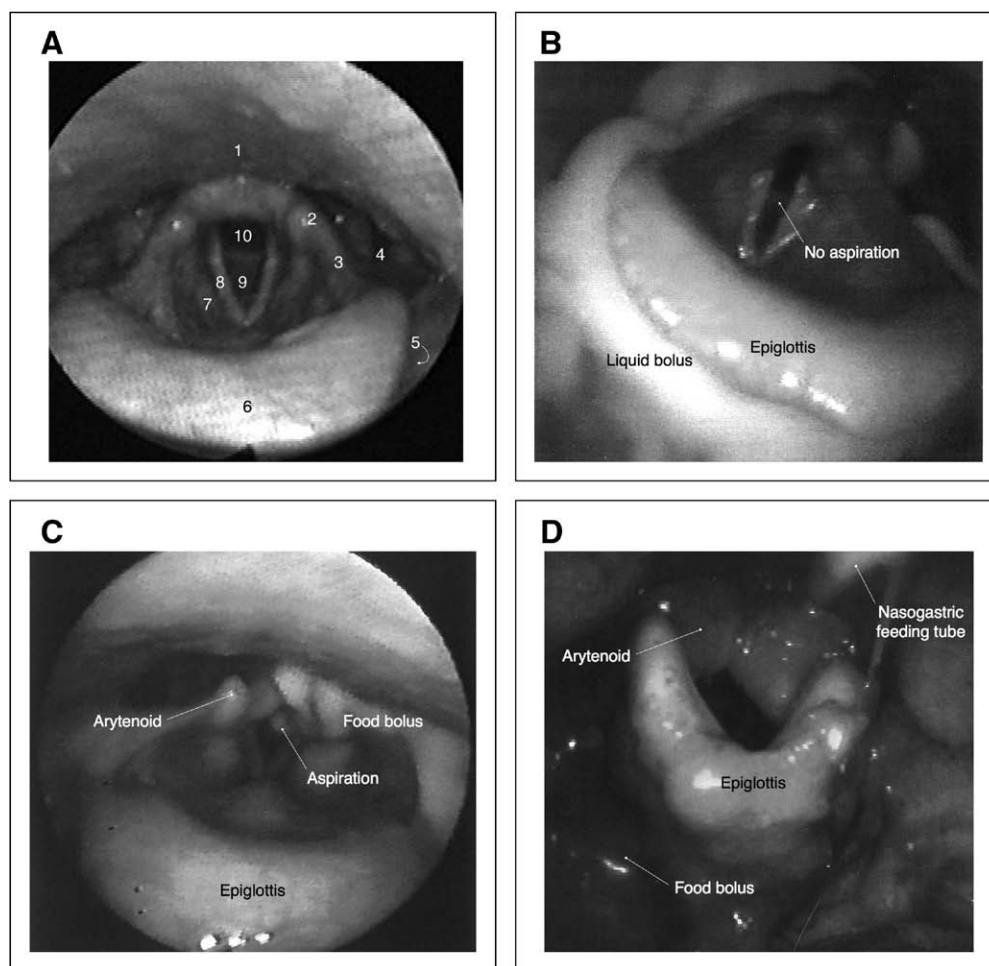 A
1
2
10
4
3
8
9
7
5
6
B
No aspiration
Epiglottis
Liquid bolus
C
Arytenoid
Food bolus
Aspiration
Epiglottis
D
Nasogastric
feeding tube
Arytenoid
Epiglottis
Food bolus